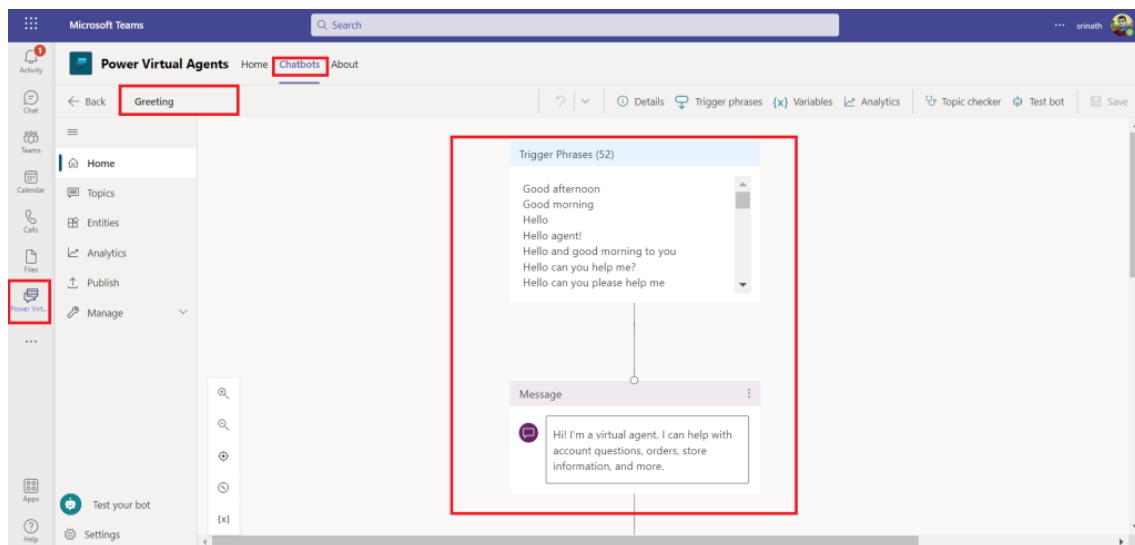 Microsoft Teams
Search
srinath
1
Activity
Chat
Teams
Calendar
Calls
Files
Power Virt...
Apps
Help
Power Virtual Agents Home Chatbots About
Back Greeting
Details Trigger phrases {x} Variables Analytics Topic checker Test bot Save
Home
Topics
Entities
Analytics
Publish
Manage
Test your bot
Settings
{x}
Trigger Phrases (52)
Good afternoon
Good morning
Hello
Hello agent!
Hello and good morning to you
Hello can you help me?
Hello can you please help me
Message
Hi! I'm a virtual agent. I can help with
account questions, orders, store
information, and more.